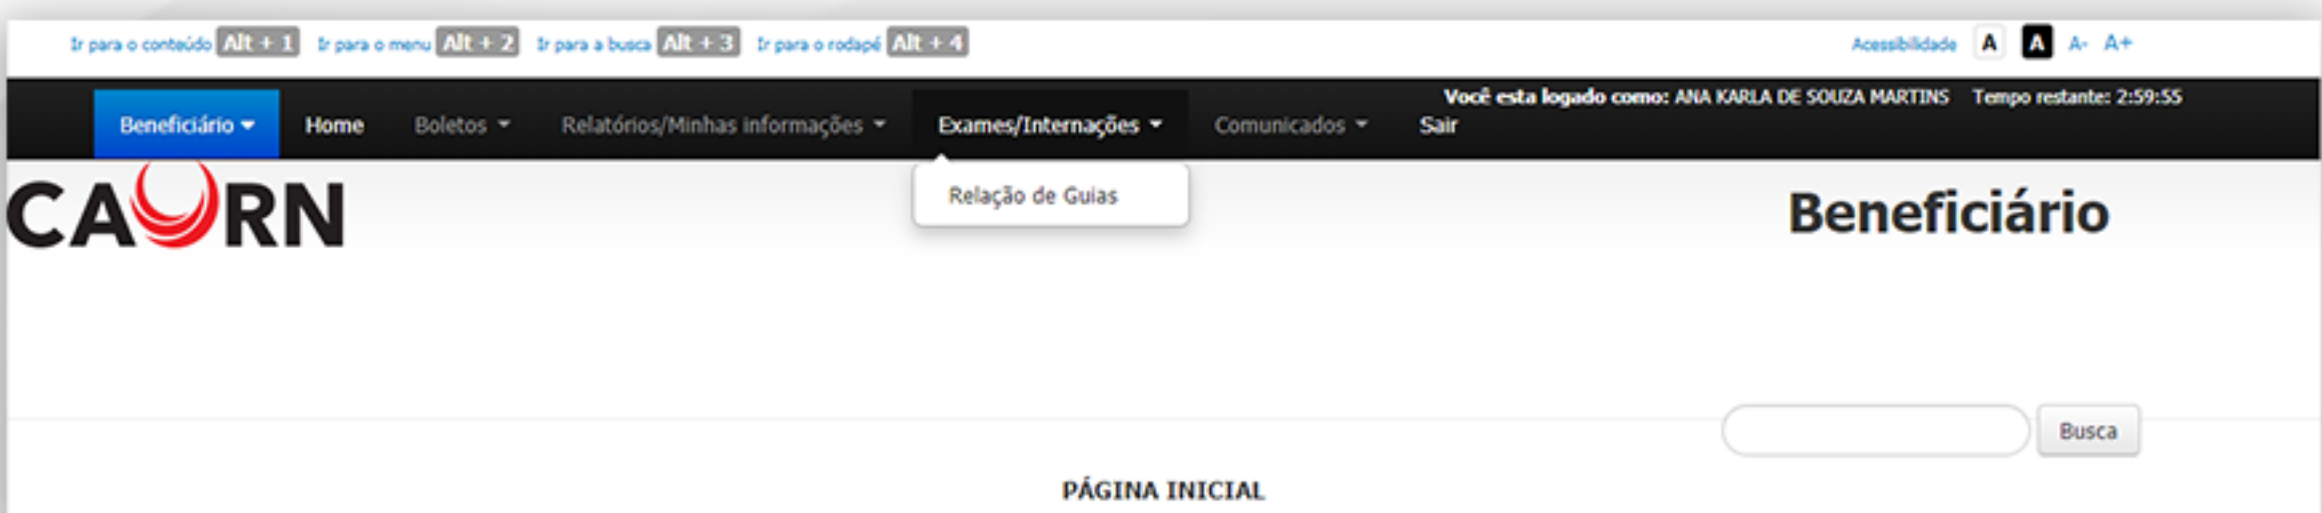 Ir para o conteúdo Alt + 1 Ir para o menu Alt + 2 Ir para a busca Alt + 3 Ir para o rodapé Alt + 4 Acessibilidade A A A- A+
Você esta logado como: ANA KARLA DE SOUZA MARTINS Tempo restante: 2:59:55
Beneficiário Home Boletos Relatórios/Minhas informações Exames/Internações Comunicados Sair
Relação de Guias
CAURN
Beneficiário
Busca
PÁGINA INICIAL